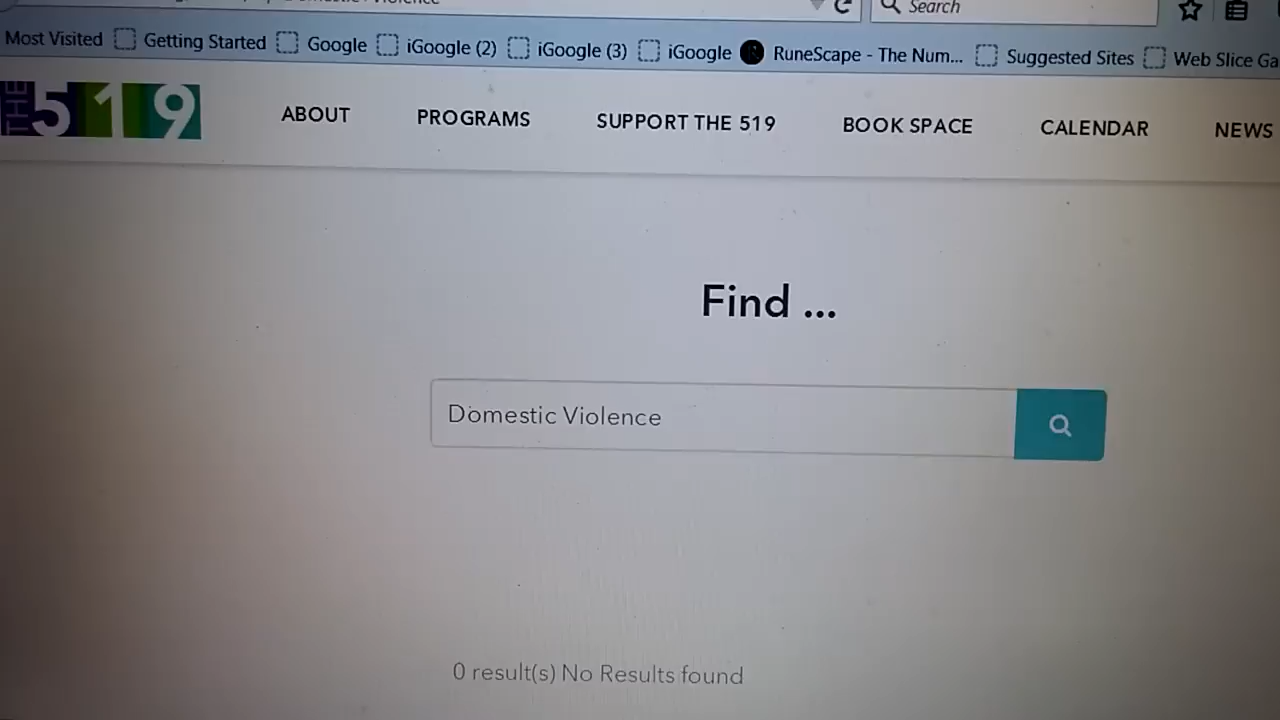 Search
Most Visited Getting Started Google iGoogle (2) iGoogle (3) iGoogle RuneScape - The Num... Suggested Sites Web Slice Ga
THE 519 ABOUT PROGRAMS SUPPORT THE 519 BOOK SPACE CALENDAR NEWS
Find ...
Domestic Violence
0 result(s) No Results found